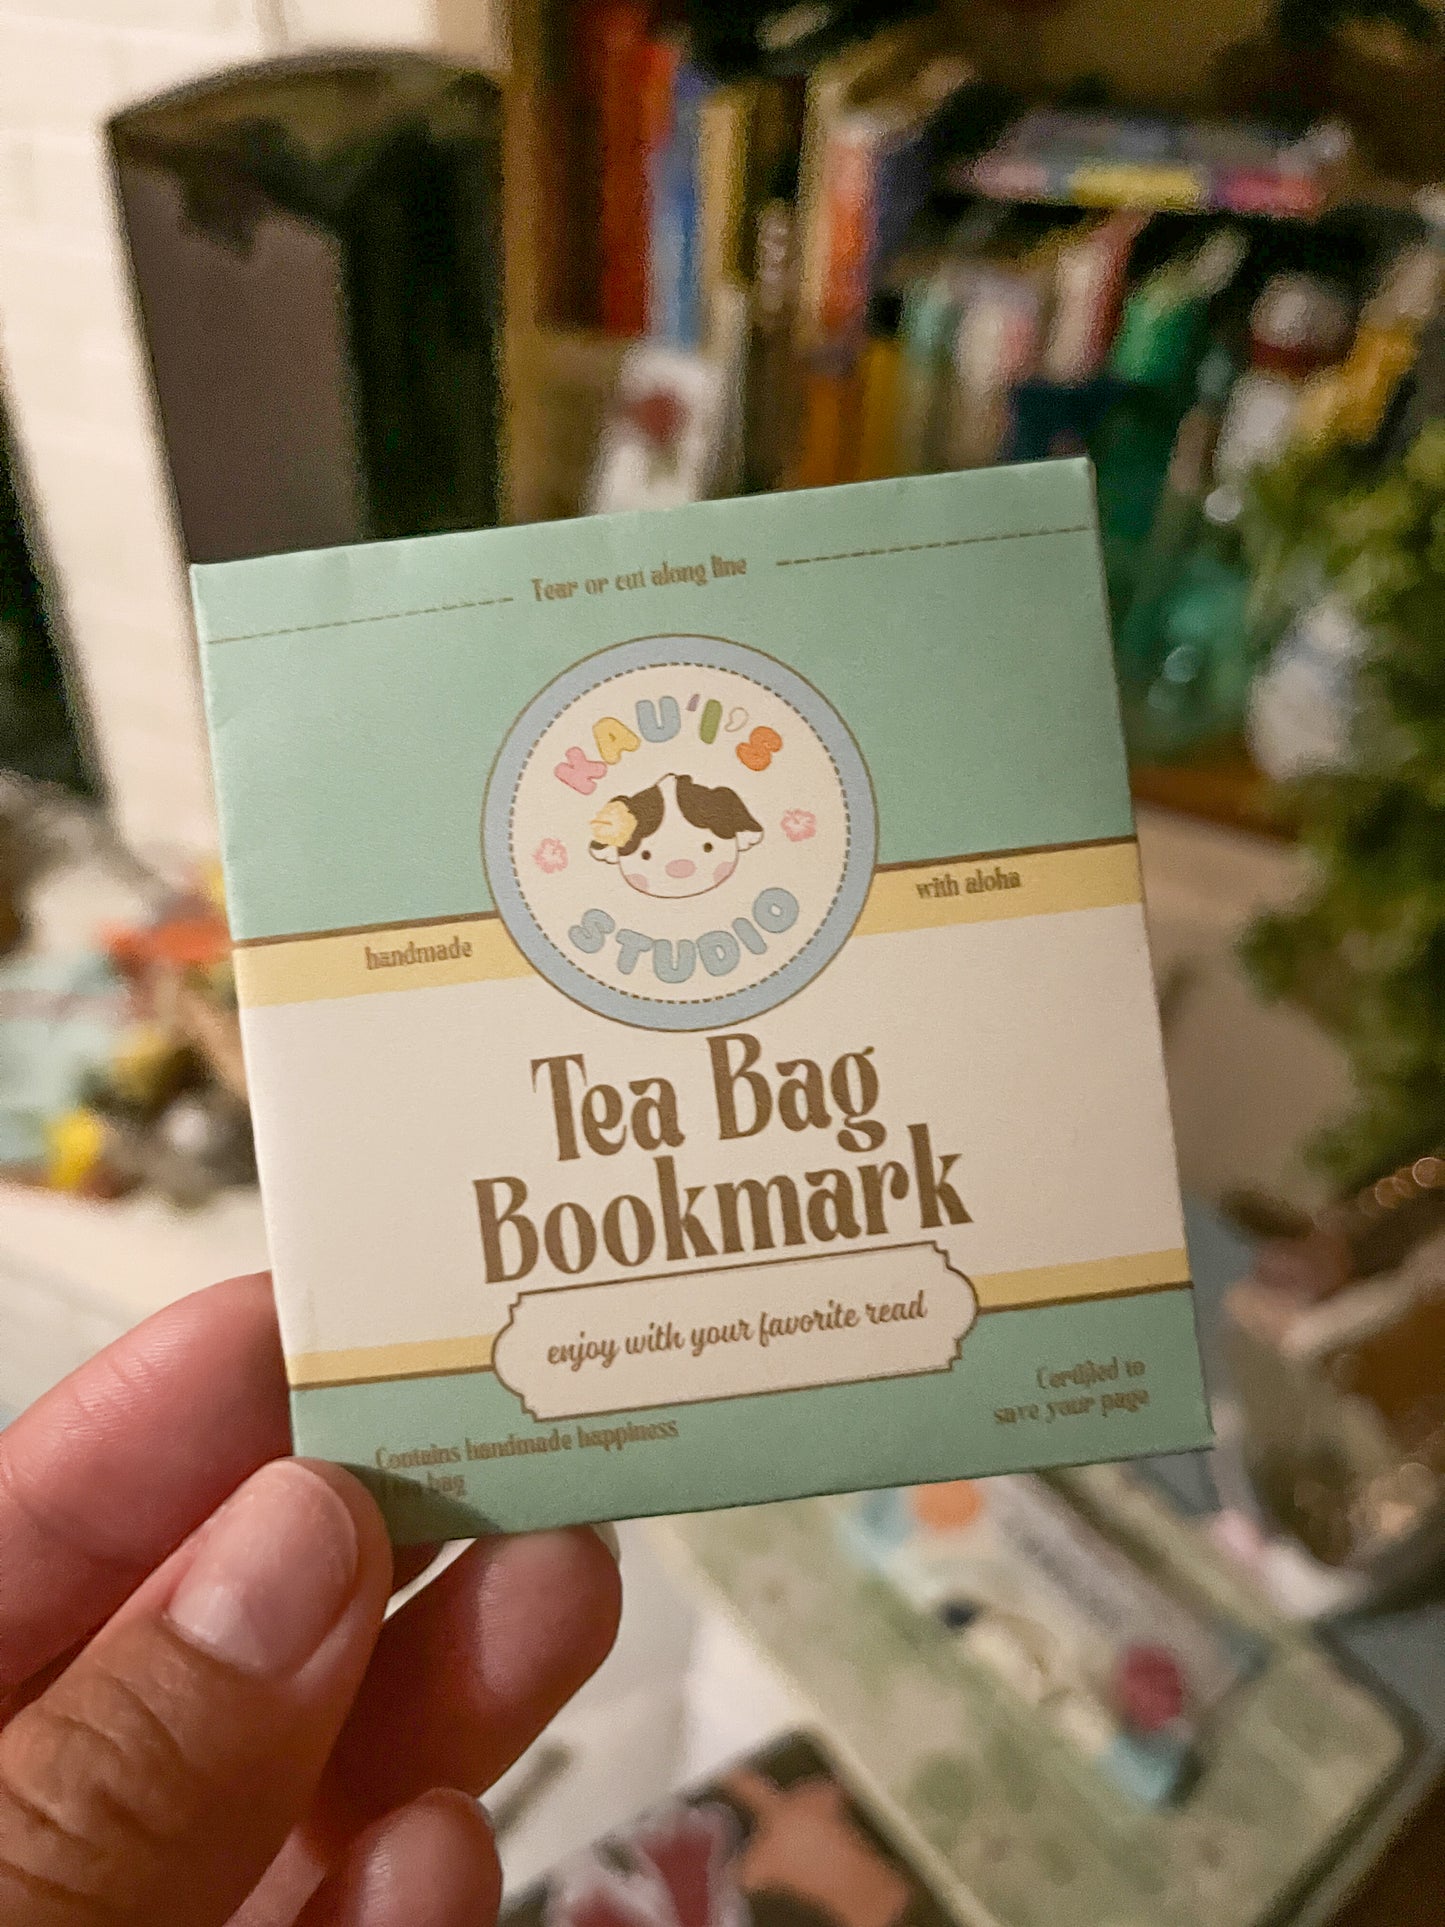 Tear or cut along line
KAU'I'S
STUDIO
handmade
with aloha
Tea Bag
Bookmark
enjoy with your favorite read
Contains handmade happiness
bag
Certified to
save your page